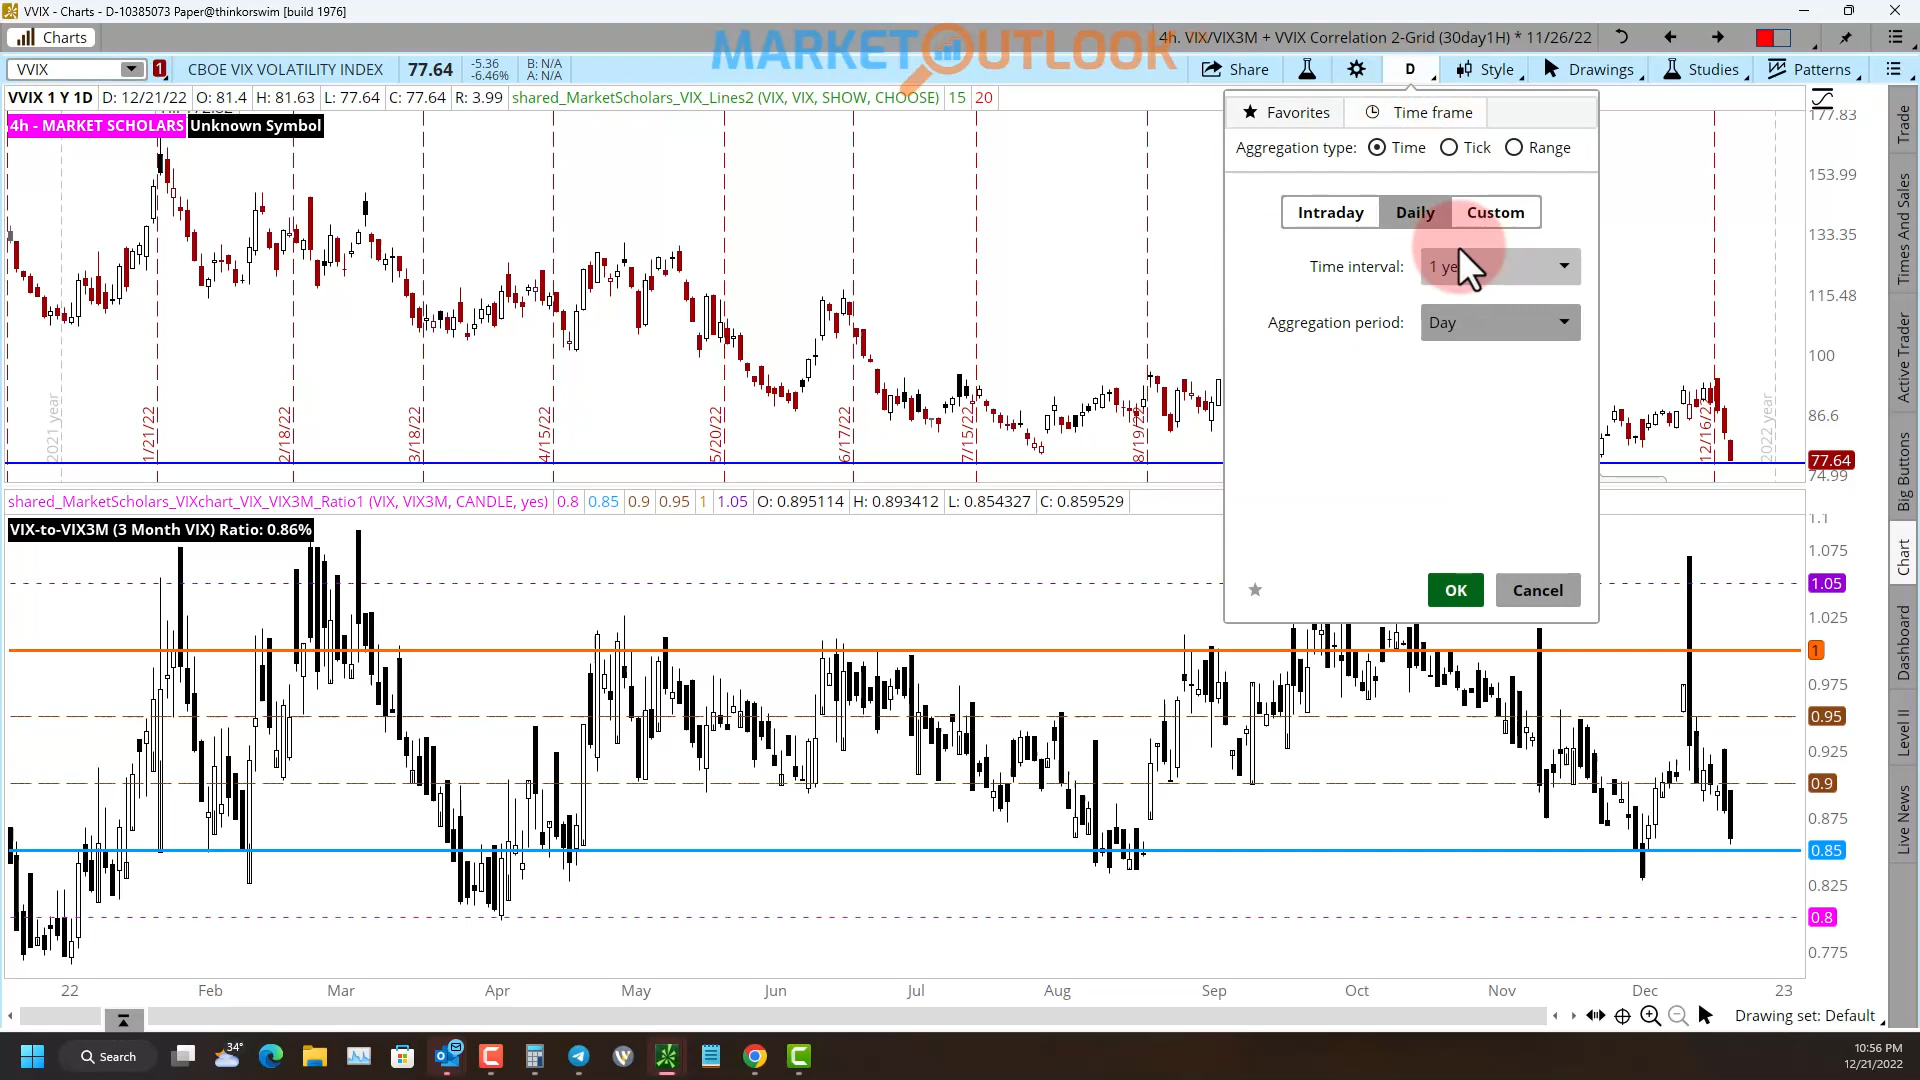 VVIX - Charts - D-10385073 Paper@thinkorswim [build 1976]
Charts
MARKET OUTLOOK
4h. VIX/VIX3M + VVIX Correlation 2-Grid (30day1H) * 11/26/22
VVIX
1
CBOE VIX VOLATILITY INDEX
77.64
-5.36
-6.46%
B: N/A
A: N/A
Share
D
Style
Drawings
Studies
Patterns
VVIX 1 Y 1D
D: 12/21/22
O: 81.4
H: 81.63
L: 77.64
C: 77.64
R: 3.99
shared_MarketScholars_VIX_Lines2 (VIX, VIX, SHOW, CHOOSE)
15
20
4h - MARKET SCHOLARS
Unknown Symbol
Favorites
Time frame
Aggregation type:
Time
Tick
Range
Intraday
Daily
Custom
Time interval:
Aggregation period:
Day
OK
Cancel
177.83
153.99
133.35
115.48
100
86.6
77.64
74.99
2021 year
1/21/22
2/18/22
3/18/22
4/15/22
5/20/22
6/17/22
7/15/22
8/19/22
12/16/22
2022 year
shared_MarketScholars_VIXchart_VIX_VIX3M_Ratio1 (VIX, VIX3M, CANDLE, yes)
0.8
0.85
0.9
0.95
1
1.05
O: 0.895114
H: 0.893412
L: 0.854327
C: 0.859529
VIX-to-VIX3M (3 Month VIX) Ratio: 0.86%
1.1
1.075
1.05
1.025
1
0.975
0.95
0.925
0.9
0.875
0.85
0.825
0.8
0.775
22
Feb
Mar
Apr
May
Jun
Jul
Aug
Sep
Oct
Nov
Dec
23
Drawing set: Default
Trade
Times And Sales
Active Trader
Big Buttons
Chart
Dashboard
Level II
Live News
Search
34°
10:56 PM
12/21/2022